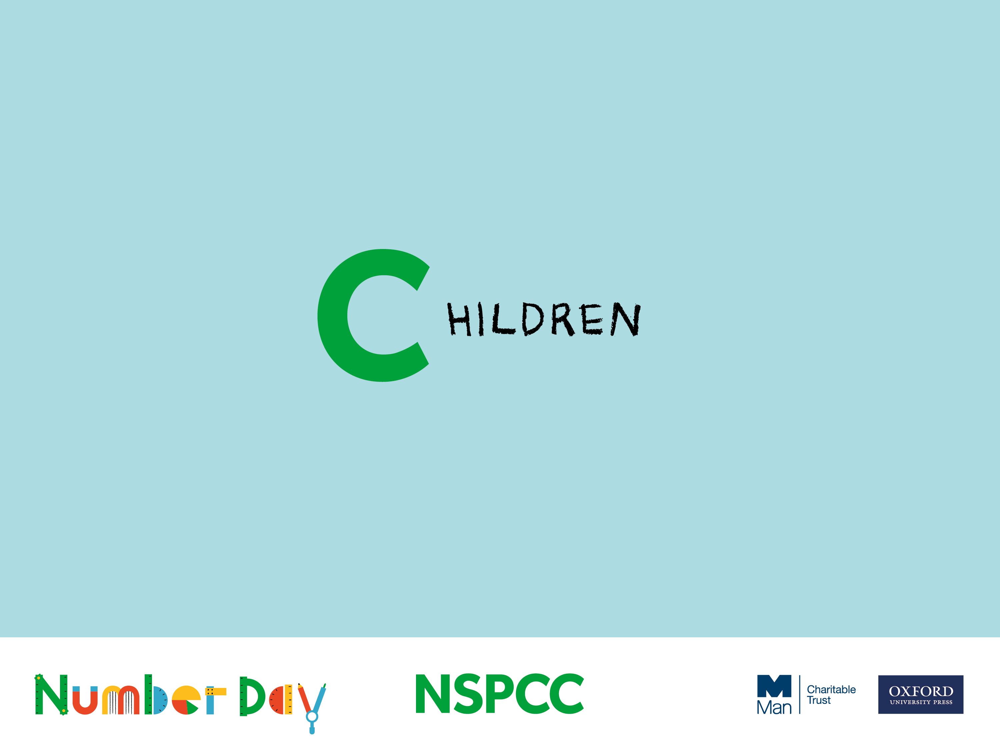 CHILDREN
Number Day
NSPCC
Man
Charitable
Trust
OXFORD
UNIVERSITY PRESS